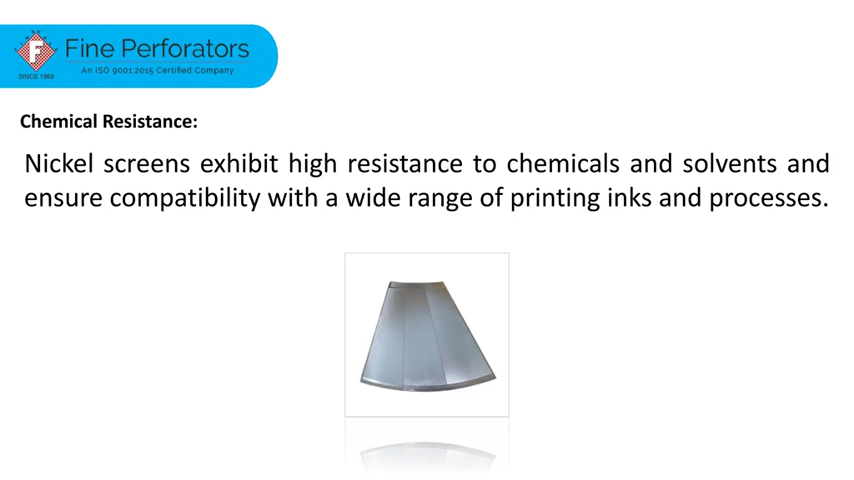 F
Fine Perforators
SINCE 1968
An ISO 9001:2015 Certified Company
Chemical Resistance:
Nickel screens exhibit high resistance to chemicals and solvents and
ensure compatibility with a wide range of printing inks and processes.